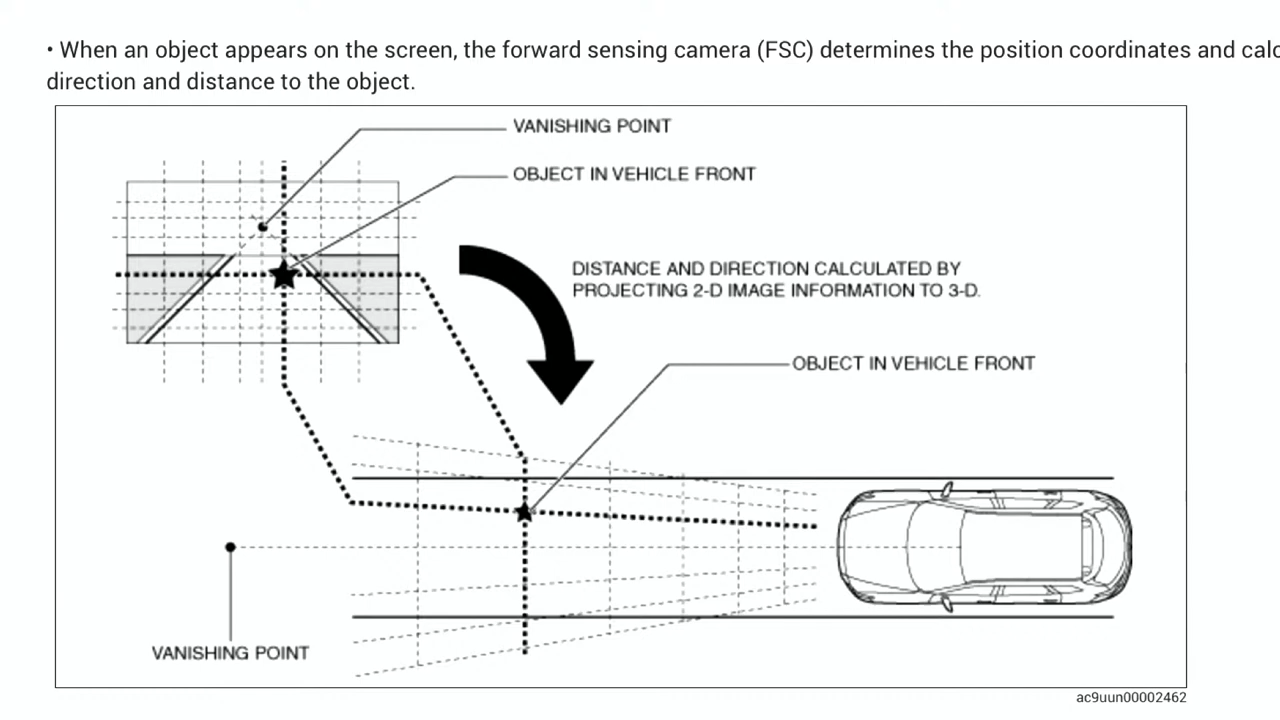 • When an object appears on the screen, the forward sensing camera (FSC) determines the position coordinates and
direction and distance to the object.
VANISHING POINT
OBJECT IN VEHICLE FRONT
DISTANCE AND DIRECTION CALCULATED BY
PROJECTING 2-D IMAGE INFORMATION TO 3-D.
OBJECT IN VEHICLE FRONT
VANISHING POINT
ac9uun00002462